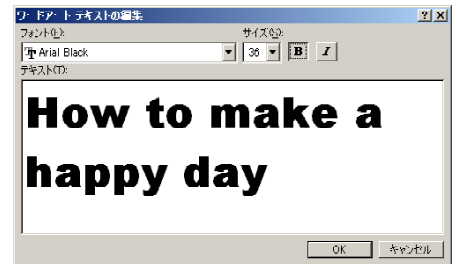 ワードアート テキストの編集
フォント(F):
サイズ(S):
Arial Black
36
B
I
テキスト(T):
How to make a
happy day
OK
キャンセル